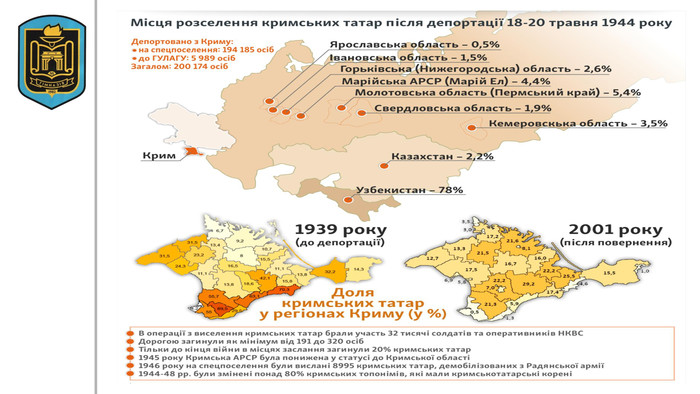 Місця розселення кримських татар після депортації 18-20 травня 1944 року
Депортовано з Криму:
• на спецпоселення: 194 185 осіб
• до ГУЛАГу: 5 989 осіб
Загалом: 200 174 осіб
Ярославська область – 0,5%
Івановська область – 1,5%
Горьківська (Нижегородська) область – 2,6%
Марійська АРСР (Марій Ел) – 4,4%
Молотовська область (Пермський край) – 5,4%
Свердловська область – 1,9%
Кемеровскька область – 3,5%
Крим
Казахстан – 2,2%
Узбекистан – 78%
1939 року
(до депортації)
2001 року
(після повернення)
Доля
кримських татар
у регіонах Криму (у %)
В операції з виселення кримських татар брали участь 32 тисячі солдатів та оперативників НКВС
Дорогою загинули як мінімум від 191 до 320 осіб
Тільки до кінця війни в місцях заслання загинули 20% кримських татар
1945 року Кримська АРСР була понижена у статусі до Кримської області
1946 року на спецпоселення були вислані 8995 кримських татар, демобілізованих з Радянської армії
1944-48 рр. були змінені понад 80% кримських топонімів, які мали кримськотатарські корені